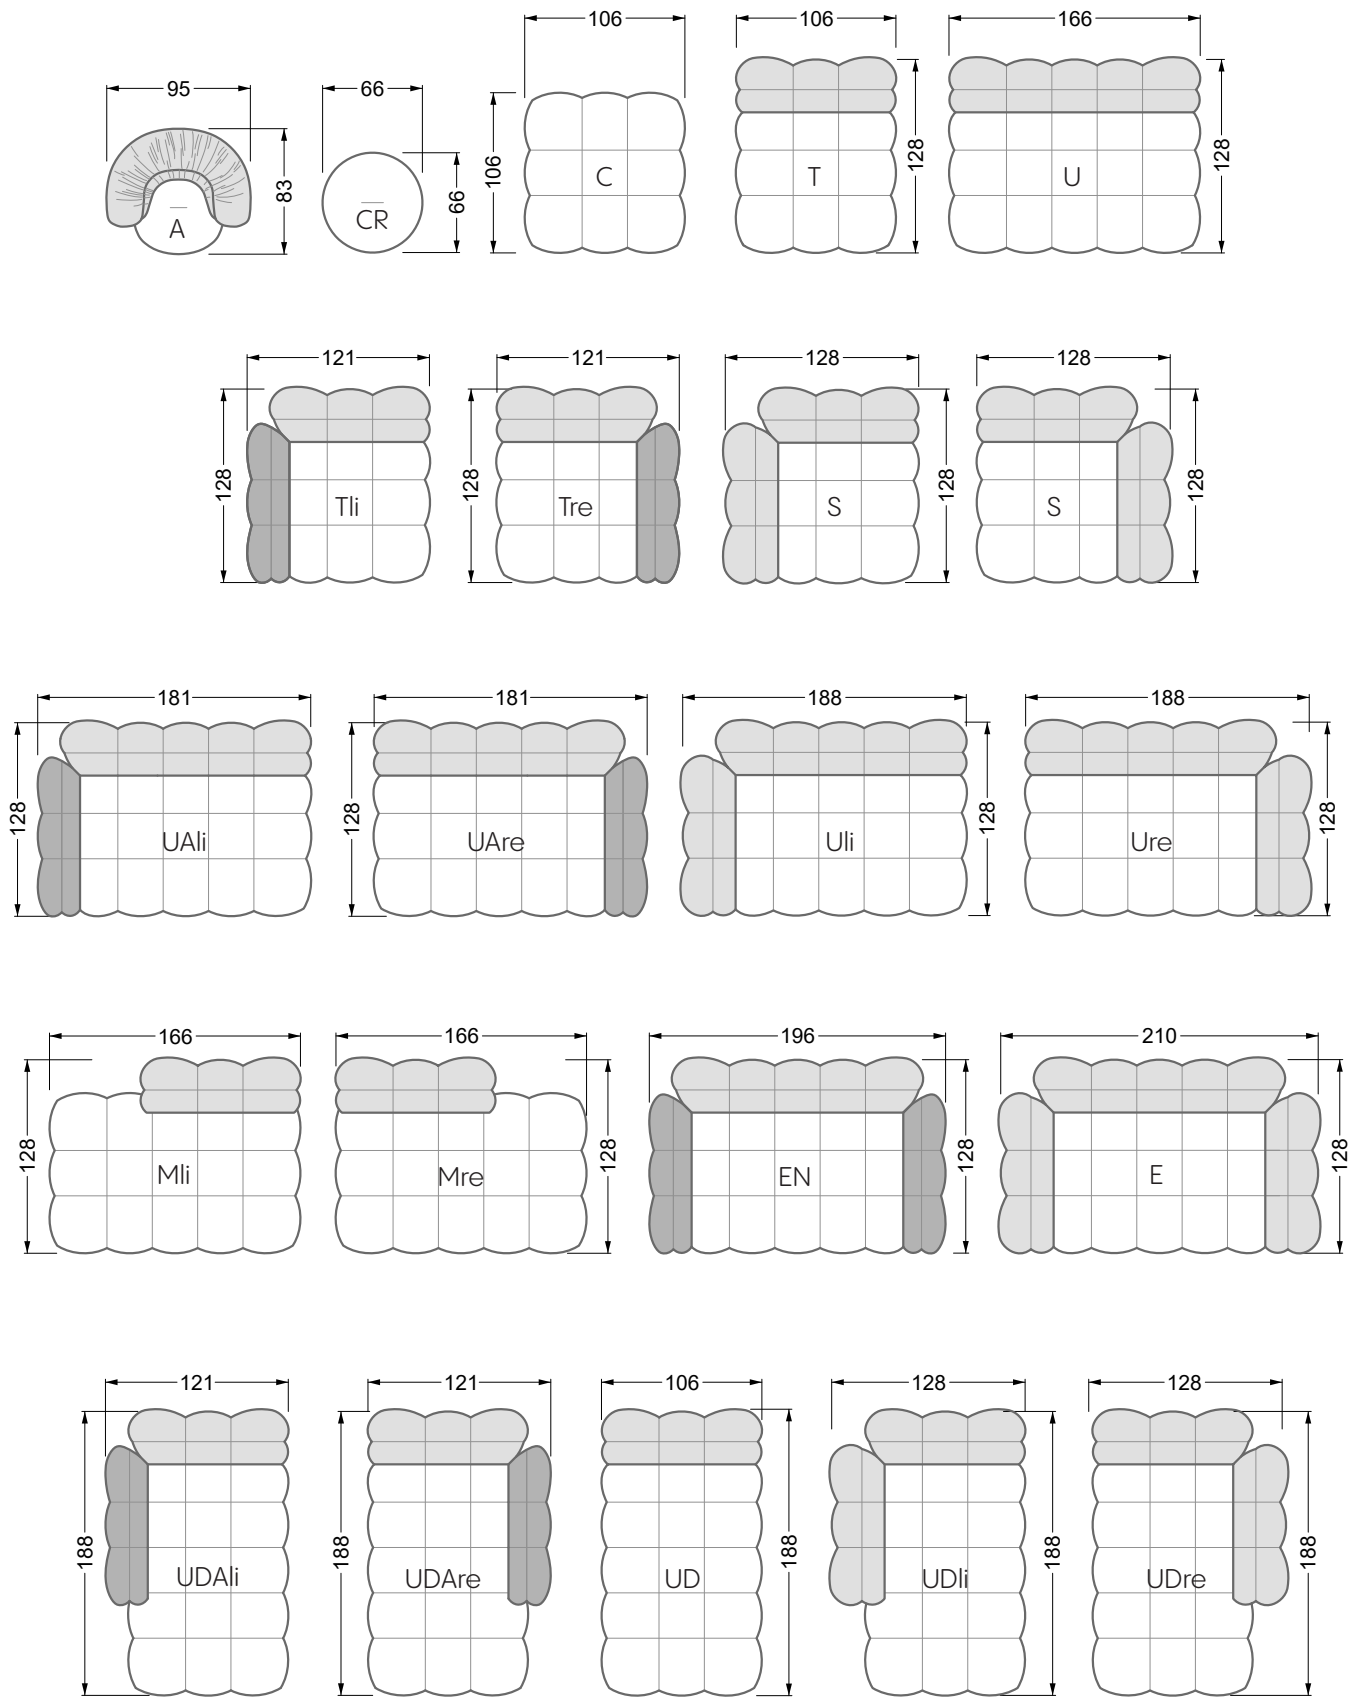 106 106 166
95 66
106 128 128
83 66
A CR C T U
121 121 128 128
128 128 128 128
Tli Tre S S
181 181 188 188
128 128 128 128
UAli UAre Uli Ure
166 166 196 210
128 128 128 128
Mli Mre EN E
121 121 106 128 128
188 188 188 188 188
UDAli UDAre UD UDli UDre